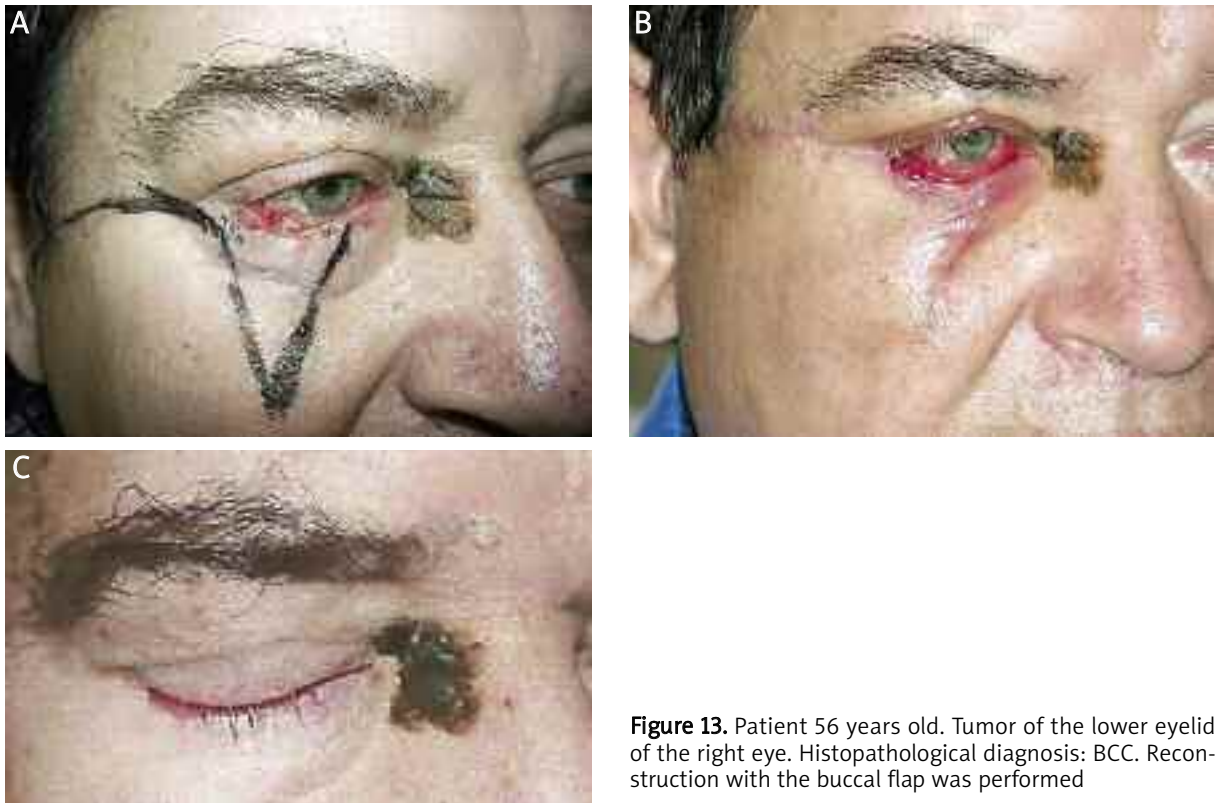 A
B
C
Figure 13. Patient 56 years old. Tumor of the lower eyelid
of the right eye. Histopathological diagnosis: BCC. Recon-
struction with the buccal flap was performed